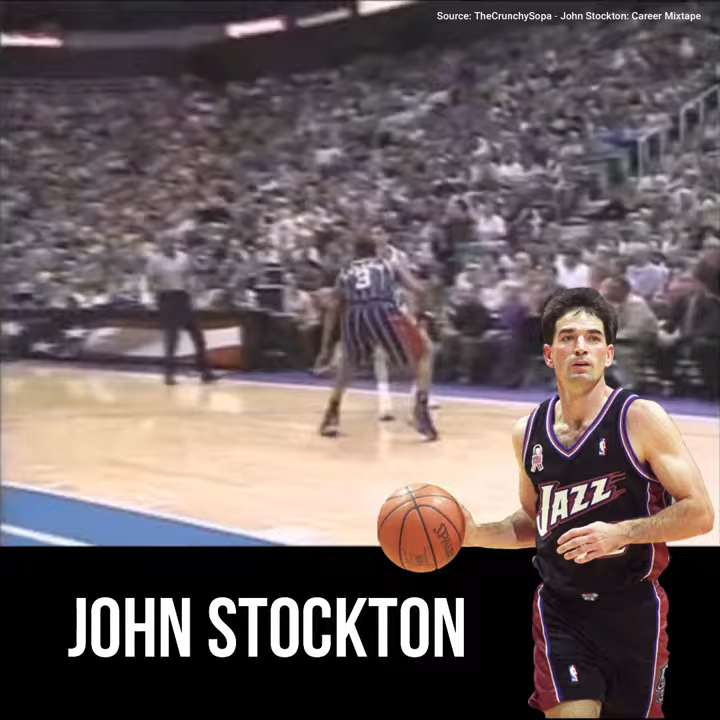 Source: TheCrunchySopa - John Stockton: Career Mixtape
3
JAZZ
SPALDING
JOHN STOCKTON